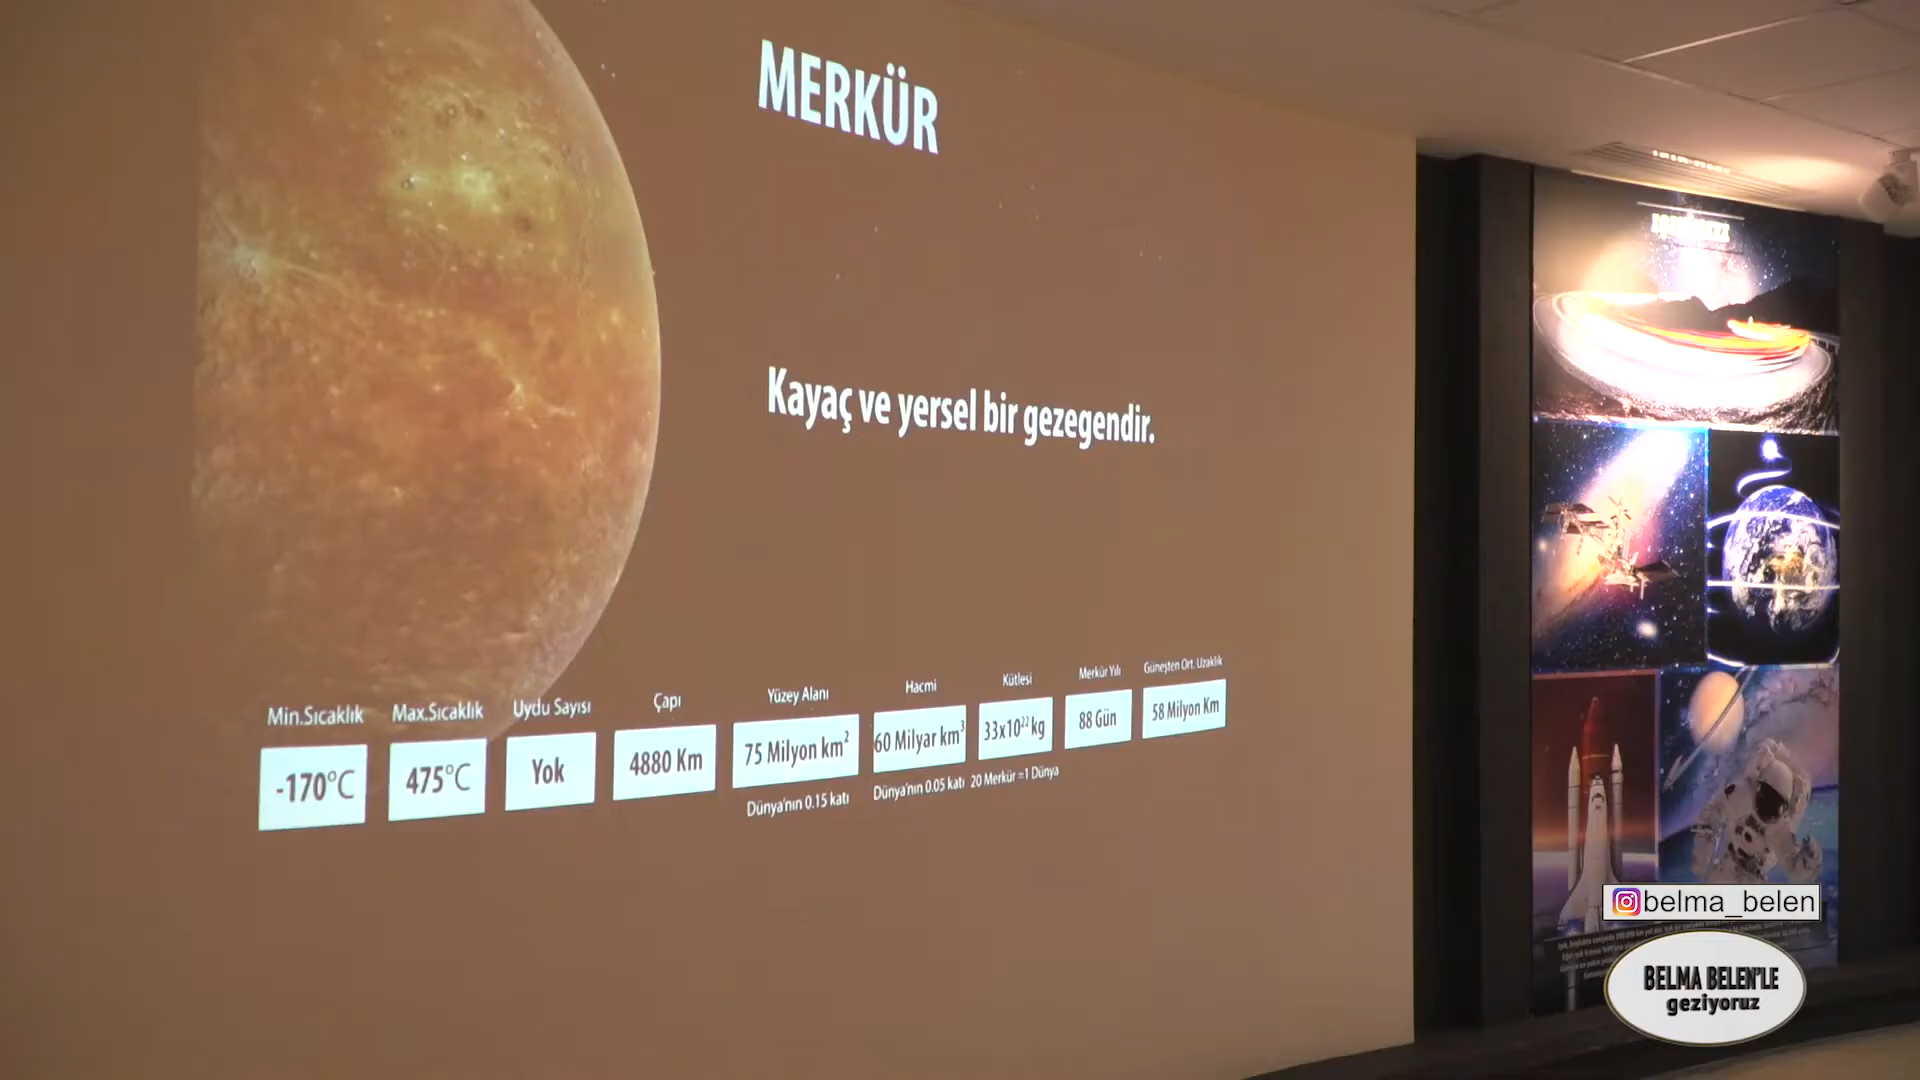 MERKÜR
Kayaç ve yersel bir gezegendir.
Min.Sıcaklık
-170°C
Max.Sıcaklık
475°C
Uydu Sayısı
Yok
Çapı
4880 Km
Yüzey Alanı
75 Milyon km²
Dünya'nın 0.15 katı
Hacmi
60 Milyar km³
Dünya'nın 0.05 katı
Kütlesi
33x10²² kg
20 Merkür =1 Dünya
Merkür Yılı
88 Gün
Güneşten Ort. Uzaklık
58 Milyon Km
belma_belen
BELMA BELEN'LE
geziyoruz